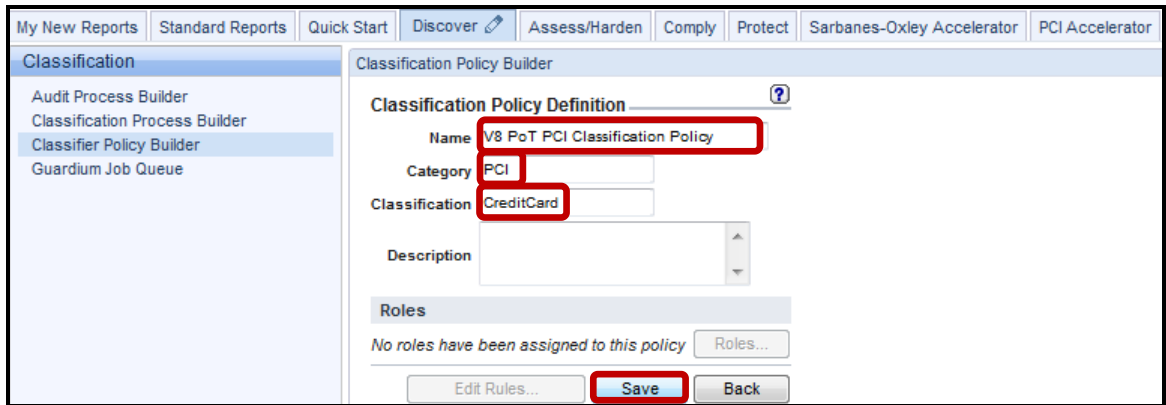 My New Reports Standard Reports Quick Start Discover Assess/Harden Comply Protect Sarbanes-Oxley Accelerator PCI Accelerator
Classification
Audit Process Builder
Classification Process Builder
Classifier Policy Builder
Guardium Job Queue
Classification Policy Builder
Classification Policy Definition ?
Name V8 PoT PCI Classification Policy
Category PCI
Classification CreditCard
Description
Roles
No roles have been assigned to this policy Roles...
Edit Rules... Save Back